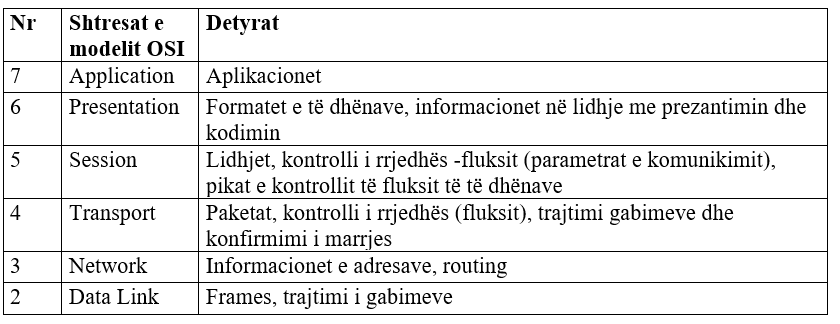 Nr Shtresat e modelit OSI Detyrat
7 Application Aplikacionet
6 Presentation Formatet e të dhënave, informacionet në lidhje me prezantimin dhe kodimin
5 Session Lidhjet, kontrolli i rrjedhës -fluksit (parametrat e komunikimit), pikat e kontrollit të fluksit të të dhënave
4 Transport Paketat, kontrolli i rrjedhës (fluksit), trajtimi gabimeve dhe konfirmimi i marrjes
3 Network Informacionet e adresave, routing
2 Data Link Frames, trajtimi i gabimeve